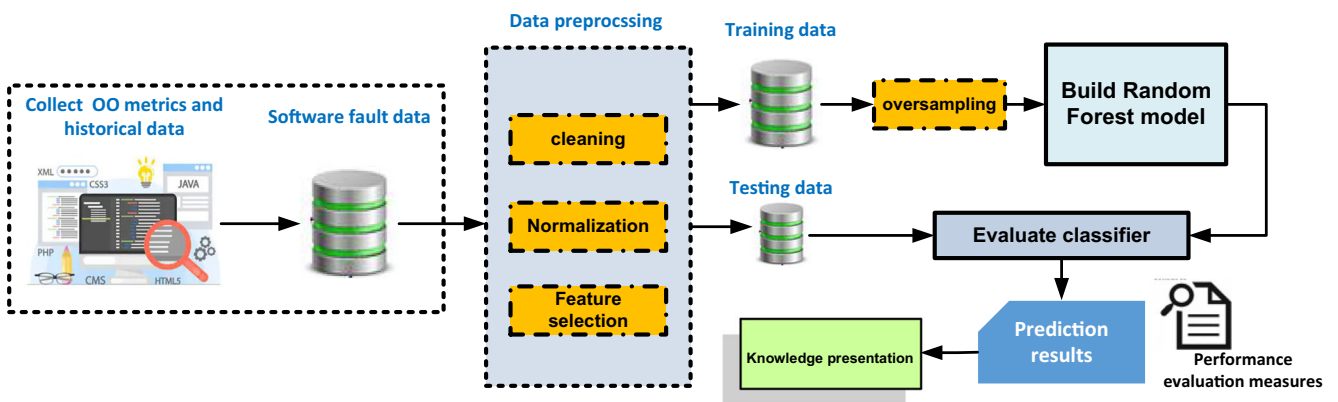 Data preprocssing
Training data
Collect OO metrics and
historical data
Software fault data
cleaning
oversampling
Build Random
Forest model
XML
CSS3
JAVA
PHP
CMS
HTML5
Normalization
Testing data
Evaluate classifier
Feature
selection
Prediction
results
Knowledge presentation
Performance
evaluation measures